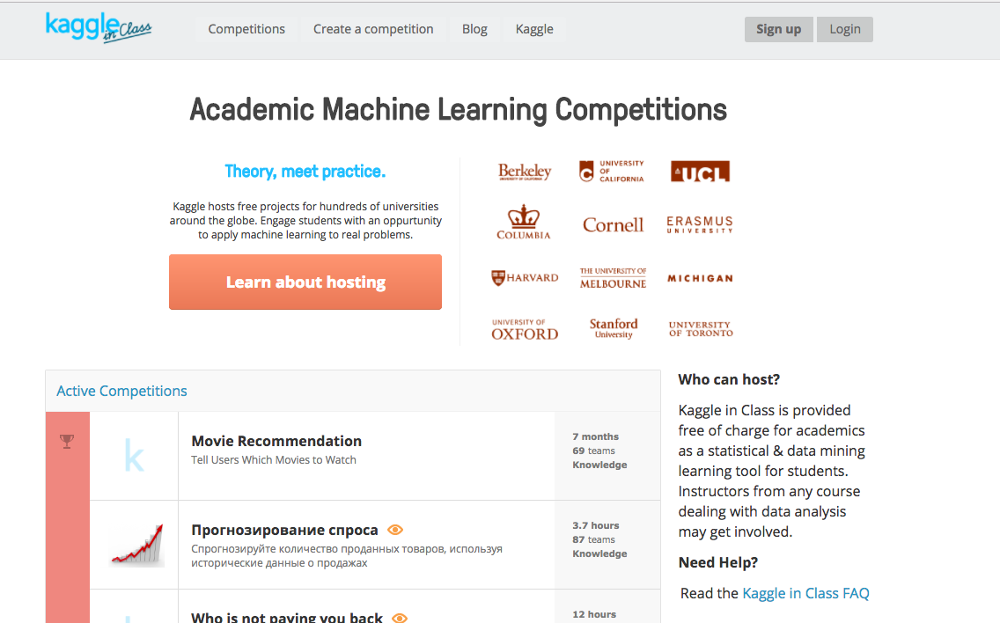 kaggle
in Class
Competitions
Create a competition
Blog
Kaggle
Sign up
Login
Academic Machine Learning Competitions
Theory, meet practice.
Kaggle hosts free projects for hundreds of universities
around the globe. Engage students with an oppurtunity
to apply machine learning to real problems.
Learn about hosting
Berkeley
UNIVERSITY OF CALIFORNIA
C
UNIVERSITY
OF
CALIFORNIA
UCL
COLUMBIA
Cornell
ERASMUS
UNIVERSITY
HARVARD
THE UNIVERSITY OF
MELBOURNE
MICHIGAN
UNIVERSITY OF
OXFORD
Stanford
University
UNIVERSITY
OF TORONTO
Active Competitions
k
Movie Recommendation
Tell Users Which Movies to Watch
7 months
69 teams
Knowledge
Прогнозирование спроса
Спрогнозируйте количество проданных товаров, используя
исторические данные о продажах
3.7 hours
87 teams
Knowledge
Who is not paying you back
12 hours
Who can host?
Kaggle in Class is provided
free of charge for academics
as a statistical & data mining
learning tool for students.
Instructors from any course
dealing with data analysis
may get involved.
Need Help?
Read the Kaggle in Class FAQ